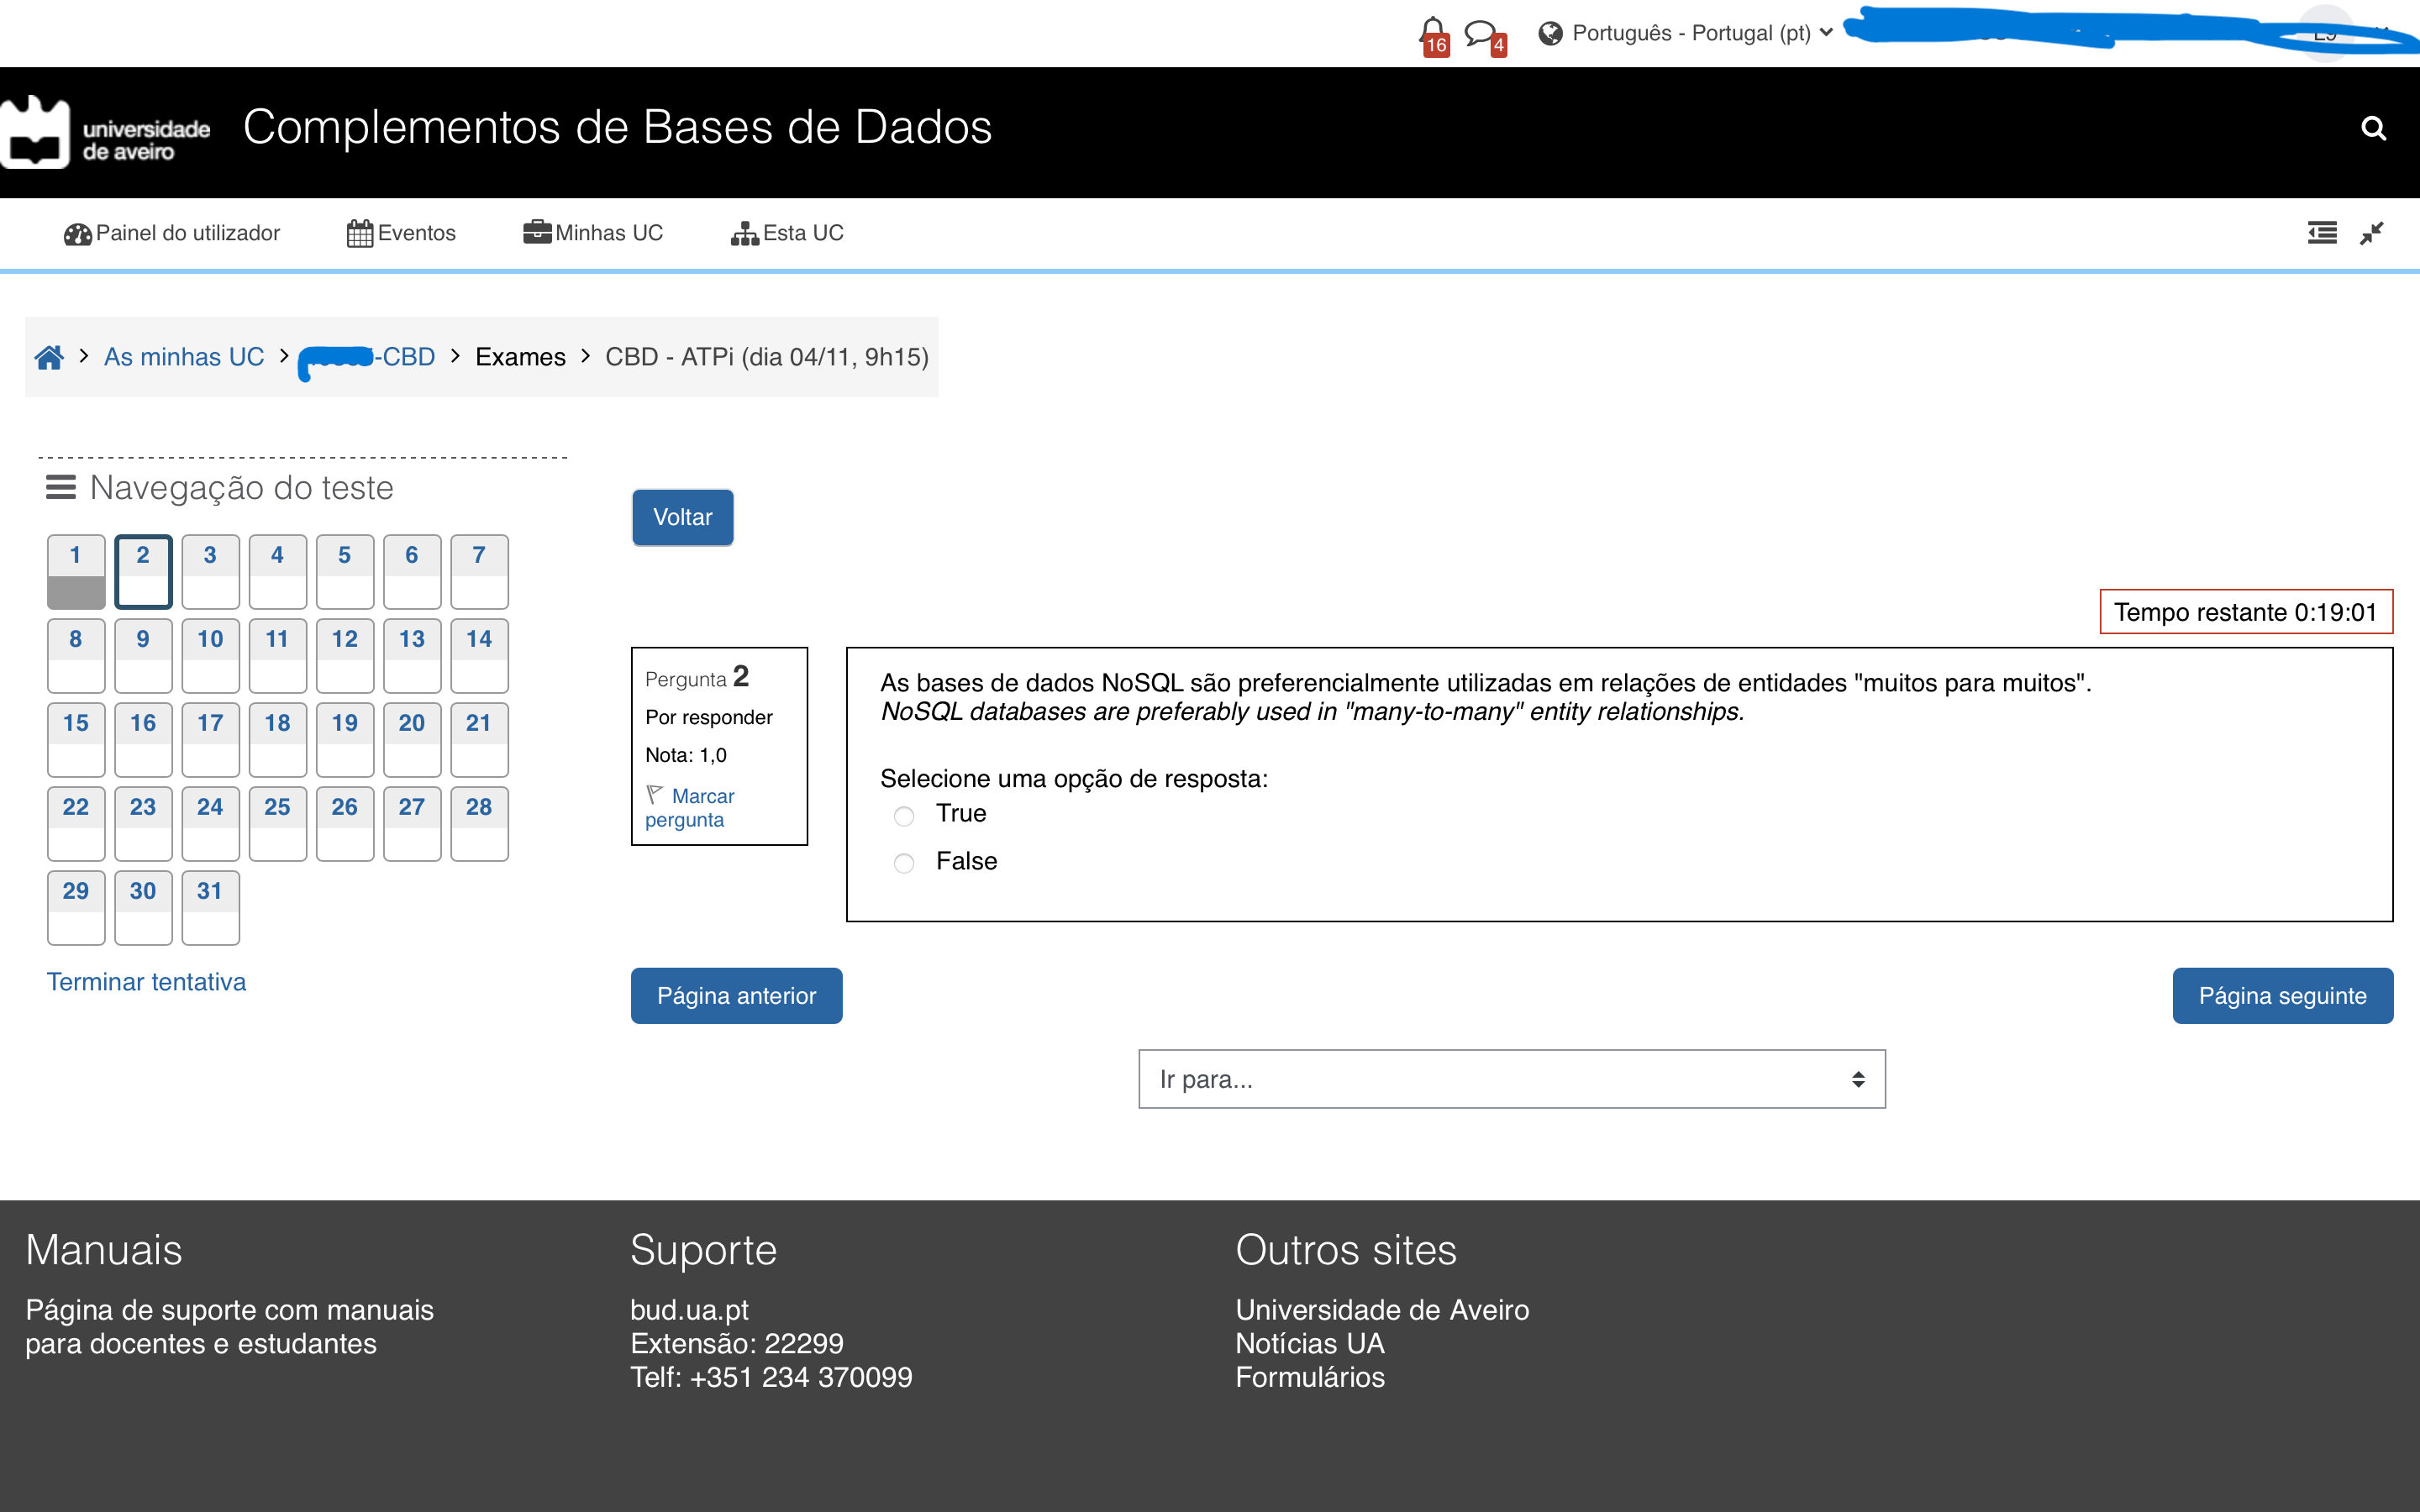 16
4
Português - Portugal (pt)
universidade
de aveiro
Complementos de Bases de Dados
Painel do utilizador
Eventos
Minhas UC
Esta UC
As minhas UC
-CBD
Exames
CBD - ATPi (dia 04/11, 9h15)
Navegação do teste
1 2 3 4 5 6 7
8 9 10 11 12 13 14
15 16 17 18 19 20 21
22 23 24 25 26 27 28
29 30 31
Terminar tentativa
Voltar
Tempo restante 0:19:01
Pergunta 2
Por responder
Nota: 1,0
Marcar
pergunta
As bases de dados NoSQL são preferencialmente utilizadas em relações de entidades "muitos para muitos".
NoSQL databases are preferably used in "many-to-many" entity relationships.
Selecione uma opção de resposta:
True
False
Página anterior
Página seguinte
Ir para...
Manuais
Página de suporte com manuais
para docentes e estudantes
Suporte
bud.ua.pt
Extensão: 22299
Telf: +351 234 370099
Outros sites
Universidade de Aveiro
Notícias UA
Formulários